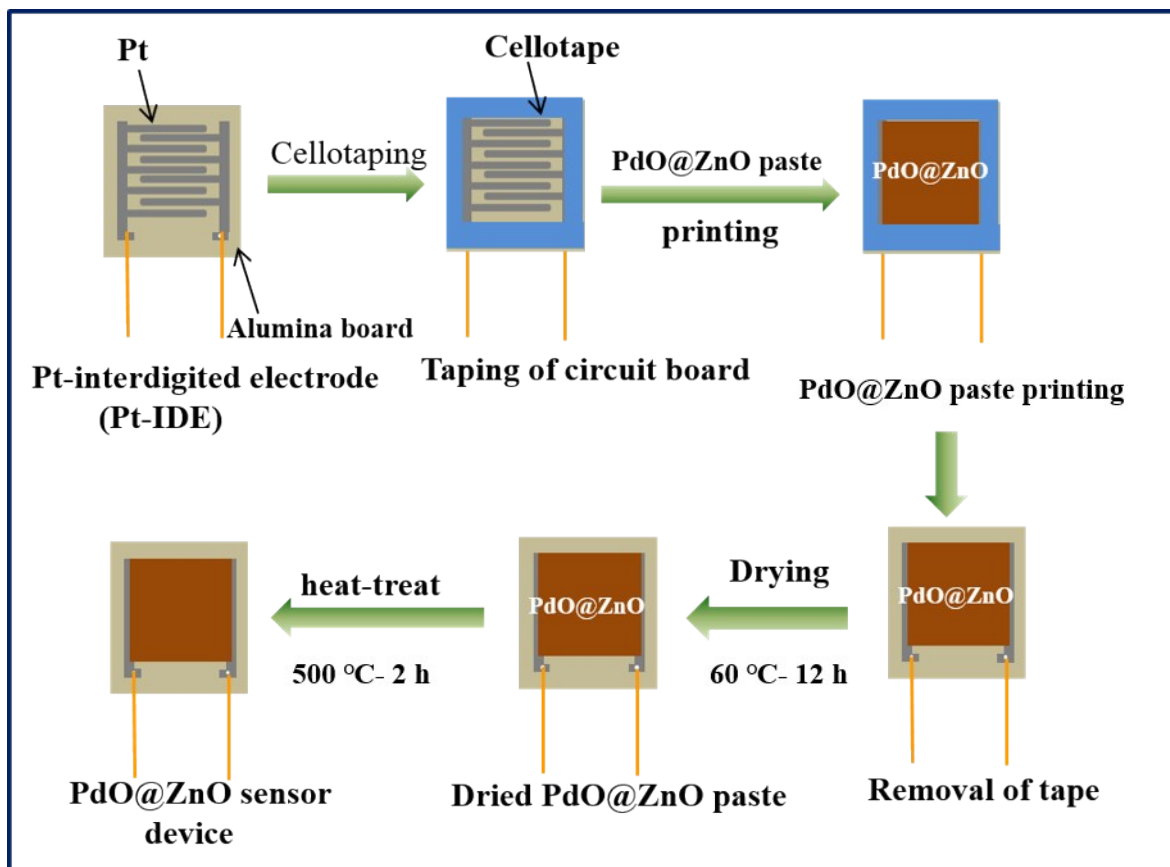 Pt
Cellotaping
Cellotape
PdO@ZnO paste
printing
PdO@ZnO
Alumina board
Pt-interdigited electrode
(Pt-IDE)
Taping of circuit board
PdO@ZnO paste printing
PdO@ZnO
Removal of tape
Drying
60 °C- 12 h
PdO@ZnO
Dried PdO@ZnO paste
heat-treat
500 °C- 2 h
PdO@ZnO sensor
device